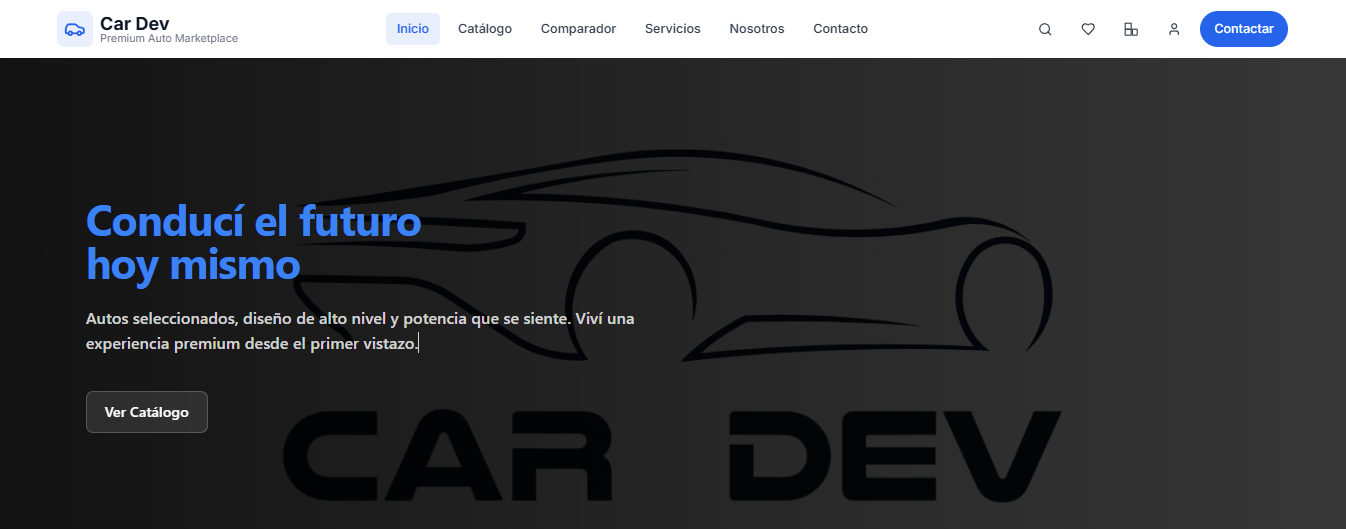 Car Dev
Premium Auto Marketplace
Inicio
Catálogo
Comparador
Servicios
Nosotros
Contacto
Contactar
Conducí el futuro
hoy mismo
Autos seleccionados, diseño de alto nivel y potencia que se siente. Viví una
experiencia premium desde el primer vistazo.
Ver Catálogo
CAR DEV